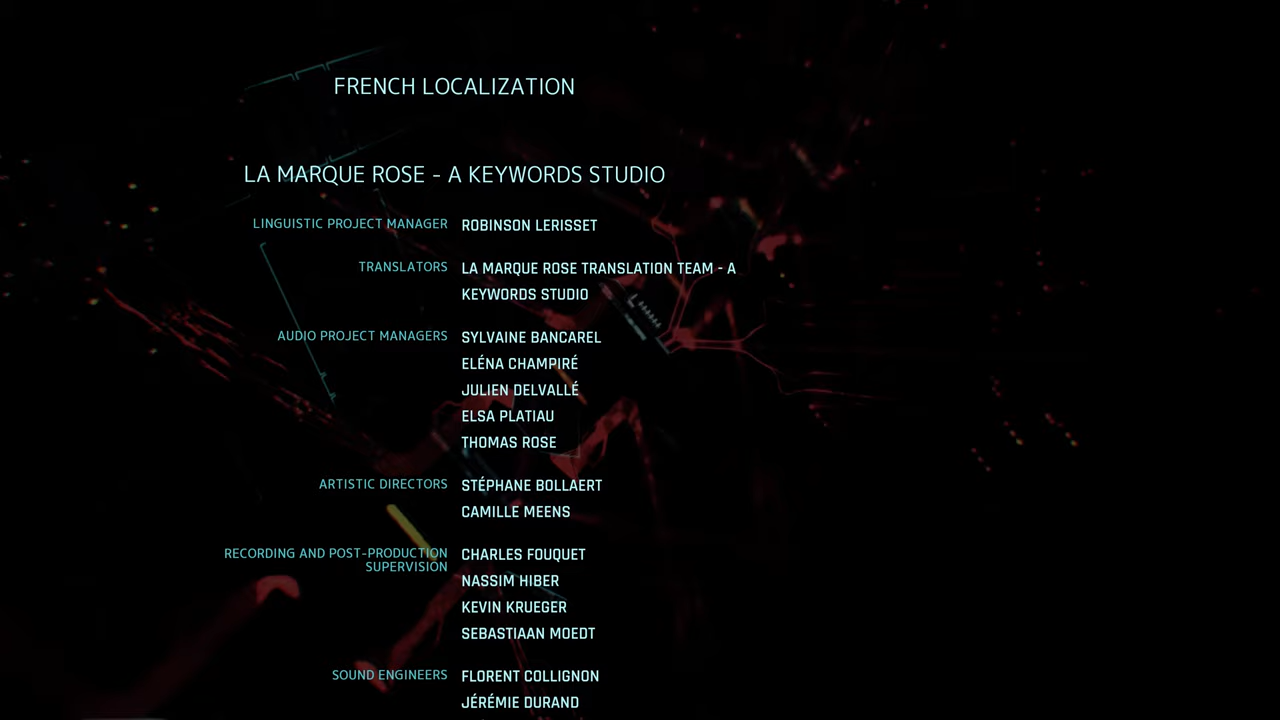 FRENCH LOCALIZATION
LA MARQUE ROSE - A KEYWORDS STUDIO
LINGUISTIC PROJECT MANAGER ROBINSON LERISSET
TRANSLATORS LA MARQUE ROSE TRANSLATION TEAM - A
KEYWORDS STUDIO
AUDIO PROJECT MANAGERS SYLVAINE BANCAREL
ELÉNA CHAMPIRÉ
JULIEN DELVALLÉ
ELSA PLATIAU
THOMAS ROSE
ARTISTIC DIRECTORS STÉPHANE BOLLAERT
CAMILLE MEENS
RECORDING AND POST-PRODUCTION CHARLES FOUQUET
SUPERVISION
NASSIM HIBER
KEVIN KRUEGER
SEBASTIAAN MOEDT
SOUND ENGINEERS FLORENT COLLIGNON
JÉRÉMIE DURAND